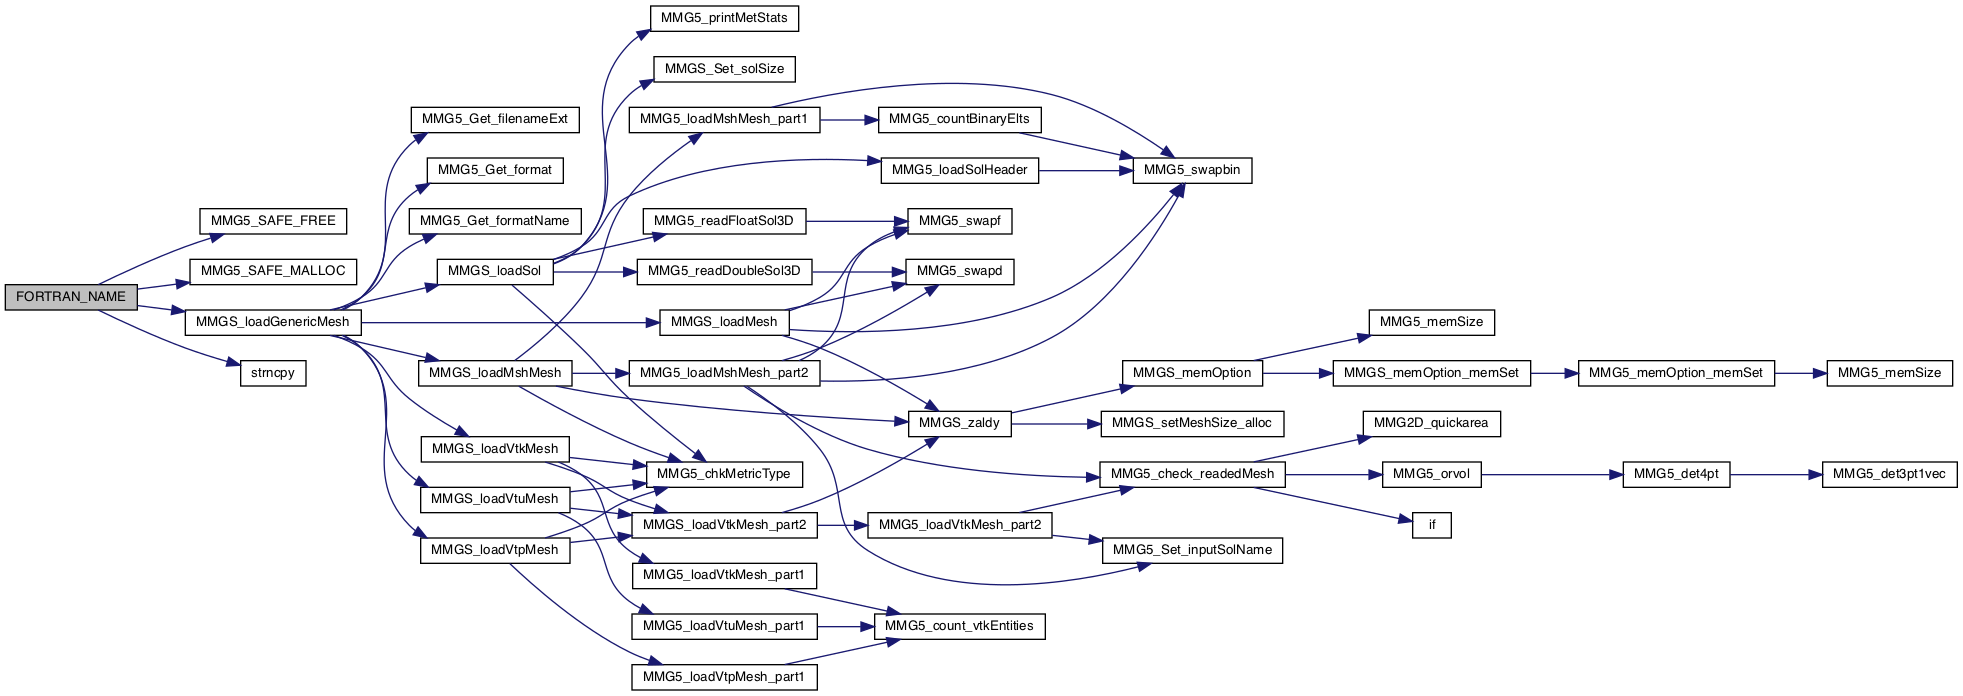 MMG5_printMetStats
MMGS_Set_solSize
MMG5_Get_filenameExt
MMG5_loadMshMesh_part1
MMG5_countBinaryElts
MMG5_Get_format
MMG5_loadSolHeader
MMG5_swapbin
MMG5_SAFE_FREE
MMG5_Get_formatName
MMG5_readFloatSol3D
MMG5_swapf
MMG5_SAFE_MALLOC
MMGS_loadSol
MMG5_readDoubleSol3D
MMG5_swapd
FORTRAN_NAME
MMGS_loadGenericMesh
MMGS_loadMesh
MMG5_memSize
strncpy
MMGS_loadMshMesh
MMG5_loadMshMesh_part2
MMGS_memOption
MMGS_memOption_memSet
MMG5_memOption_memSet
MMG5_memSize
MMGS_zaldy
MMGS_setMeshSize_alloc
MMG2D_quickarea
MMGS_loadVtkMesh
MMG5_chkMetricType
MMG5_check_readedMesh
MMG5_orvol
MMG5_det4pt
MMG5_det3pt1vec
MMGS_loadVtuMesh
MMGS_loadVtkMesh_part2
MMG5_loadVtkMesh_part2
if
MMGS_loadVtpMesh
MMG5_Set_inputSolName
MMG5_loadVtkMesh_part1
MMG5_loadVtuMesh_part1
MMG5_count_vtkEntities
MMG5_loadVtpMesh_part1